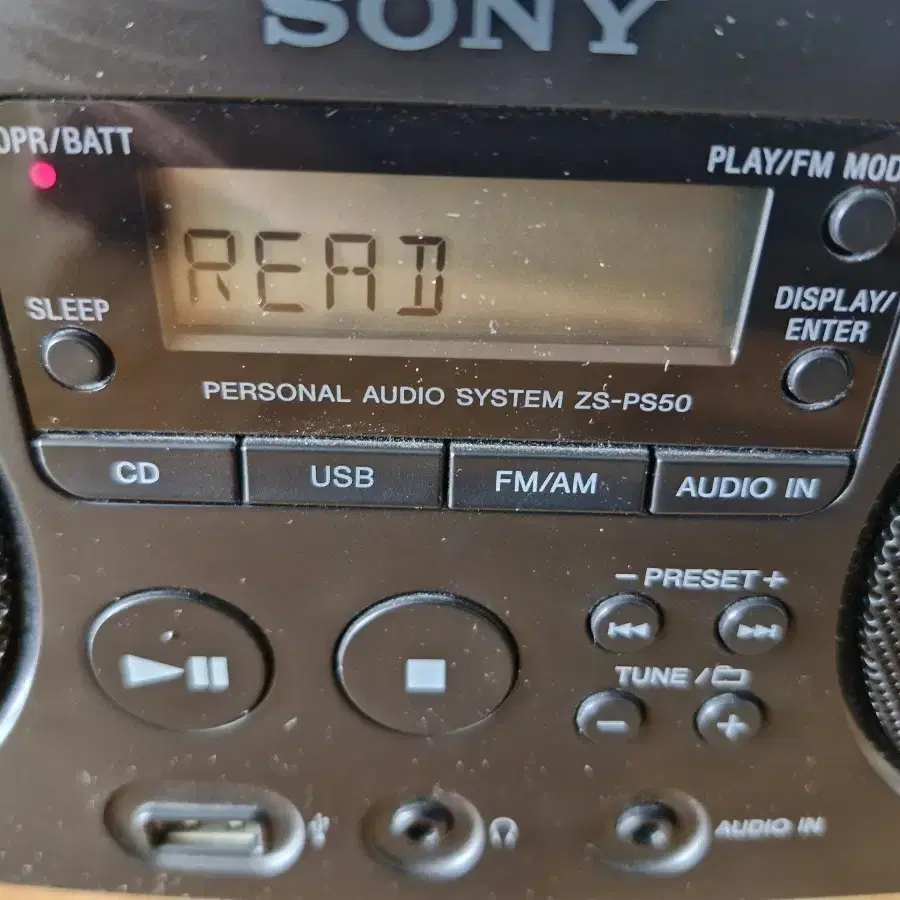 SONY
OPR/BATT
PLAY/FM MOD
READ
SLEEP
DISPLAY/
ENTER
PERSONAL AUDIO SYSTEM ZS-PS50
CD
USB
FM/AM
AUDIO IN
– PRESET +
TUNE /
AUDIO IN